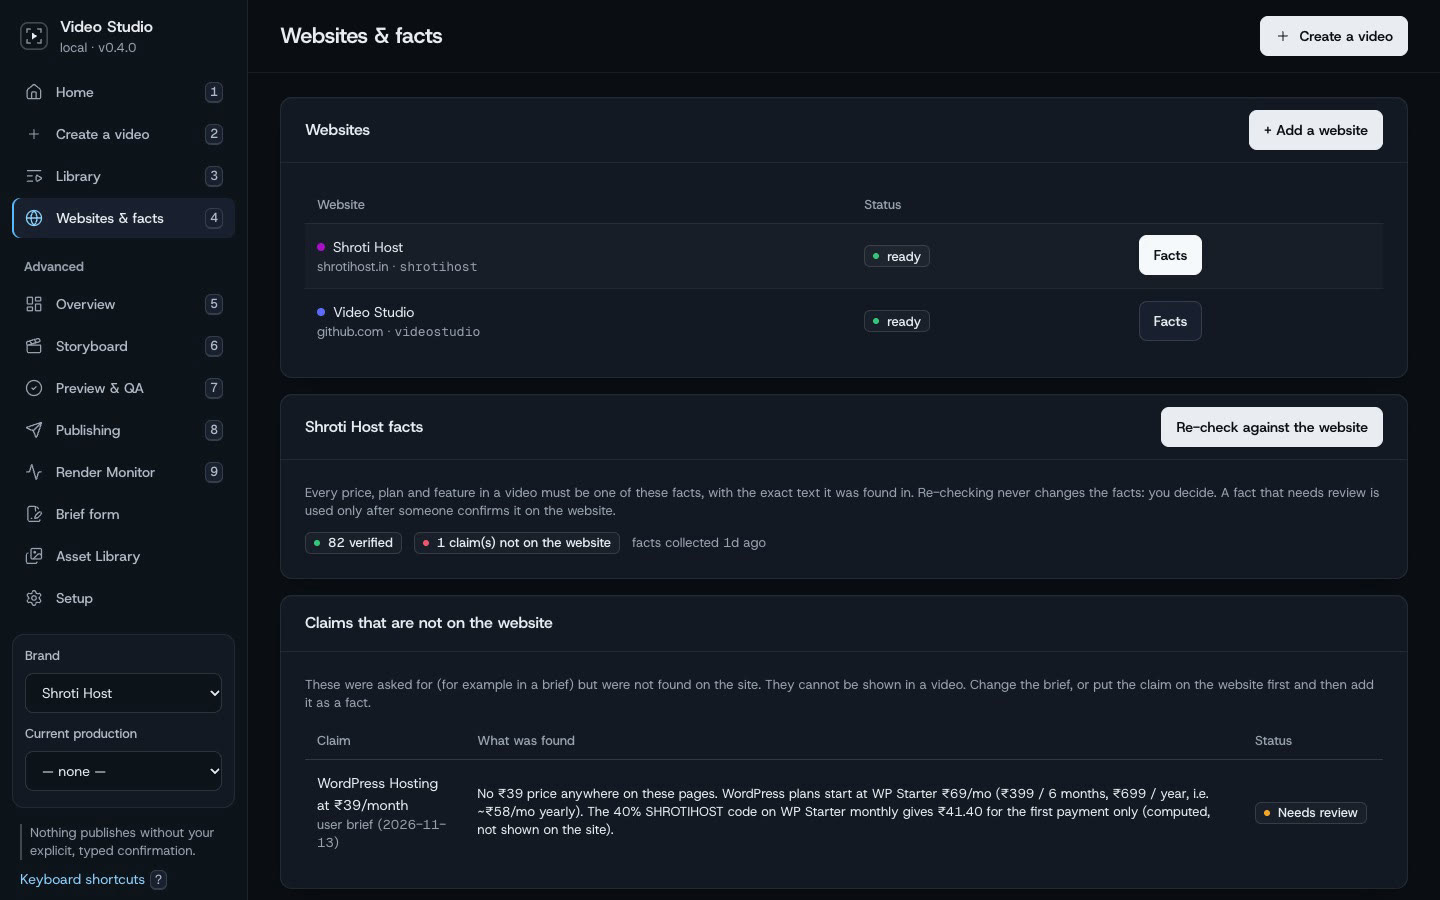 Video Studio
local · v0.4.0
Home 1
Create a video 2
Library 3
Websites & facts 4
Advanced
Overview 5
Storyboard 6
Preview & QA 7
Publishing 8
Render Monitor 9
Brief form
Asset Library
Setup
Brand
Shroti Host
Current production
— none —
Nothing publishes without your
explicit, typed confirmation.
Keyboard shortcuts ?
Websites & facts
+ Create a video
Websites
+ Add a website
Website Status
Shroti Host
shrotihost.in · shrotihost
ready
Facts
Video Studio
github.com · videostudio
ready
Facts
Shroti Host facts
Re-check against the website
Every price, plan and feature in a video must be one of these facts, with the exact text it was found in. Re-checking never changes the facts: you decide. A fact that needs review is
used only after someone confirms it on the website.
82 verified 1 claim(s) not on the website facts collected 1d ago
Claims that are not on the website
These were asked for (for example in a brief) but were not found on the site. They cannot be shown in a video. Change the brief, or put the claim on the website first and then add
it as a fact.
Claim What was found Status
WordPress Hosting
at ₹39/month
user brief (2026-11-
13)
No ₹39 price anywhere on these pages. WordPress plans start at WP Starter ₹69/mo (₹399 / 6 months, ₹699 / year, i.e.
~₹58/mo yearly). The 40% SHROTIHOST code on WP Starter monthly gives ₹41.40 for the first payment only (computed,
not shown on the site).
Needs review